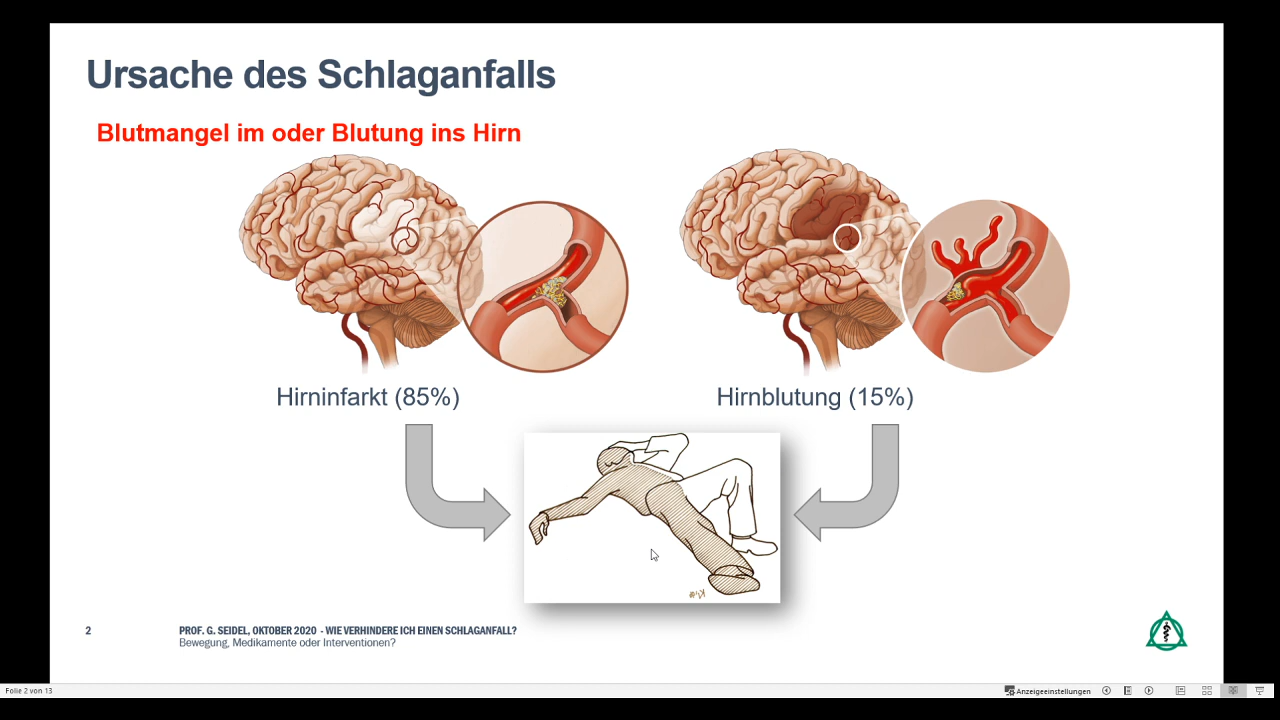 Ursache des Schlaganfalls
Blutmangel im oder Blutung ins Hirn
Hirninfarkt (85%)
Hirnblutung (15%)
2
PROF. G. SEIDEL, OKTOBER 2020 - WIE VERHINDERE ICH EINEN SCHLAGANFALL?
Bewegung, Medikamente oder Interventionen?
Folie 2 von 13
Anzeigeeinstellungen